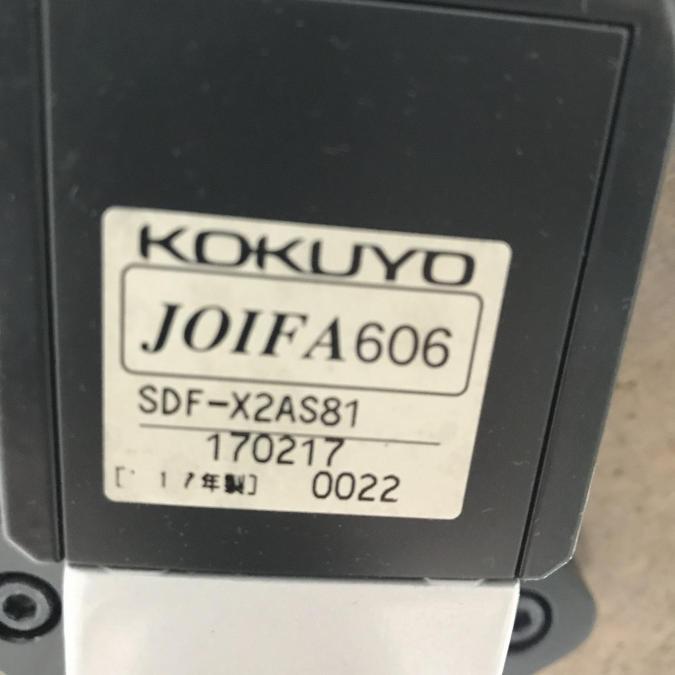 KOKUYO
JOIFA606
SDF-X2AS81
170217
['17年製] 0022